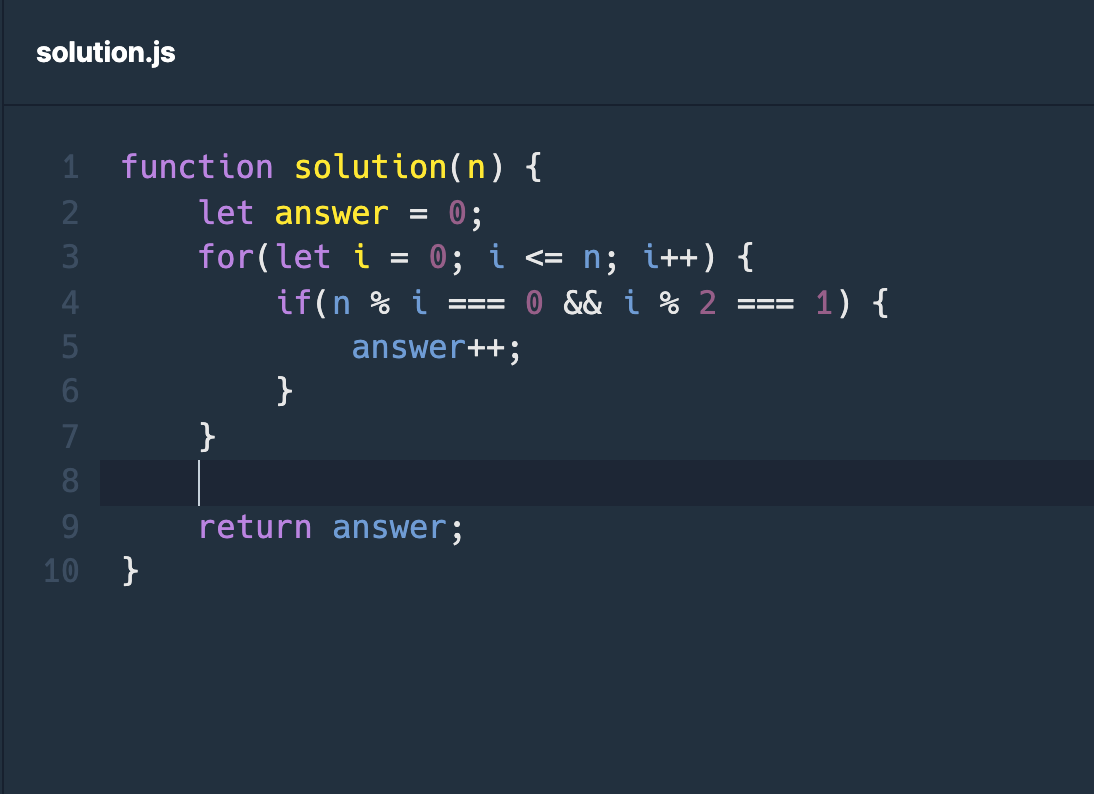 solution.js
1 function solution(n) {
2     let answer = 0;
3     for(let i = 0; i <= n; i++) {
4         if(n % i === 0 && i % 2 === 1) {
5             answer++;
6         }
7     }
8
9     return answer;
10 }